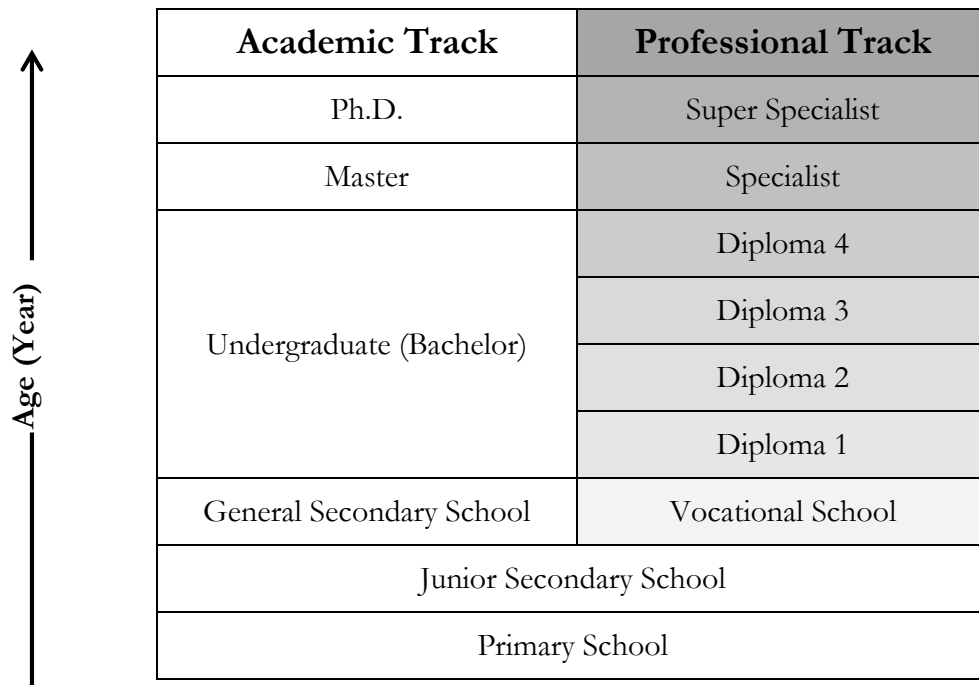 Academic Track
Professional Track
Ph.D.
Super Specialist
Master
Specialist
Undergraduate (Bachelor)
Diploma 4
Diploma 3
Diploma 2
Diploma 1
General Secondary School
Vocational School
Junior Secondary School
Primary School
Age (Year)